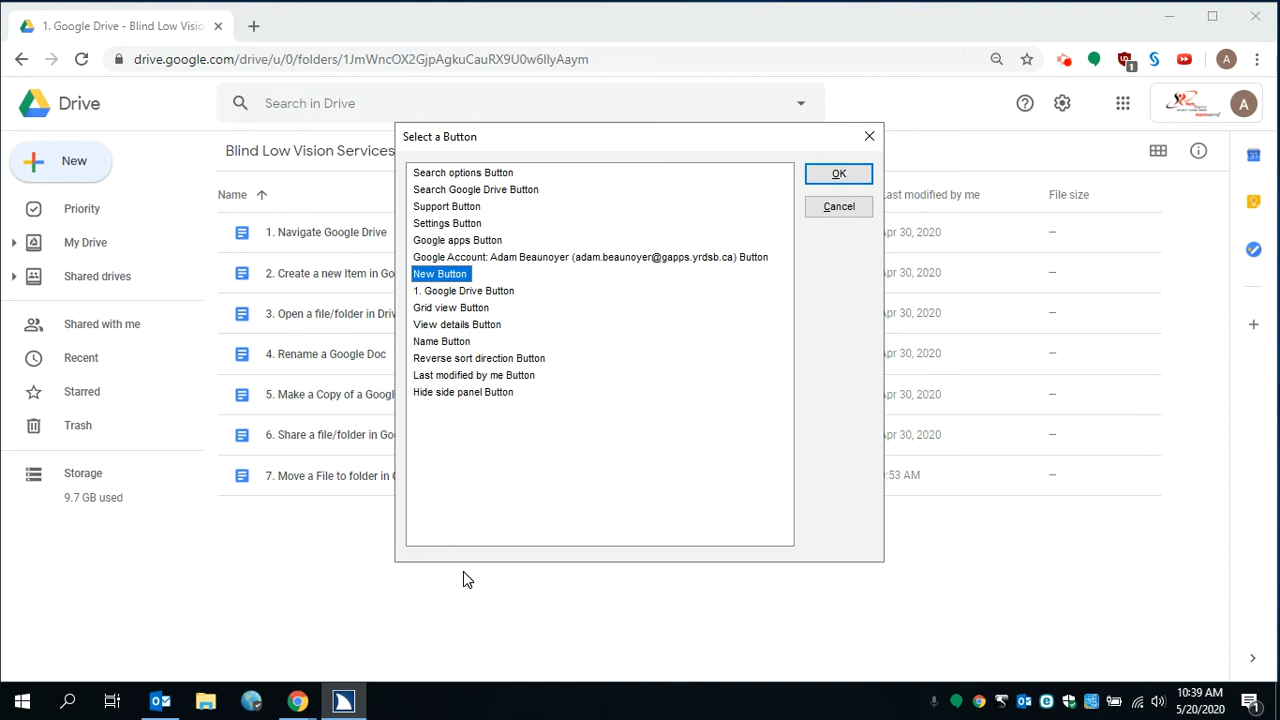 1. Google Drive - Blind Low Visio
drive.google.com/drive/u/0/folders/1JmWncOX2GjpAgkuCauRX9U0w6IlyAaym
Drive
Search in Drive
A
New
Priority
My Drive
Shared drives
Shared with me
Recent
Starred
Trash
Storage
9.7 GB used
Blind Low Vision Services
Name
Last modified by me
File size
1. Navigate Google Drive
Apr 30, 2020
—
2. Create a new Item in Go
Apr 30, 2020
—
3. Open a file/folder in Driv
Apr 30, 2020
—
4. Rename a Google Doc
Apr 30, 2020
—
5. Make a Copy of a Googl
Apr 30, 2020
—
6. Share a file/folder in Goo
Apr 30, 2020
—
7. Move a File to folder in G
:53 AM
—
Select a Button
Search options Button
Search Google Drive Button
Support Button
Settings Button
Google apps Button
Google Account: Adam Beaunoyer (adam.beaunoyer@gapps.yrdsb.ca) Button
New Button
1. Google Drive Button
Grid view Button
View details Button
Name Button
Reverse sort direction Button
Last modified by me Button
Hide side panel Button
OK
Cancel
10:39 AM
5/20/2020